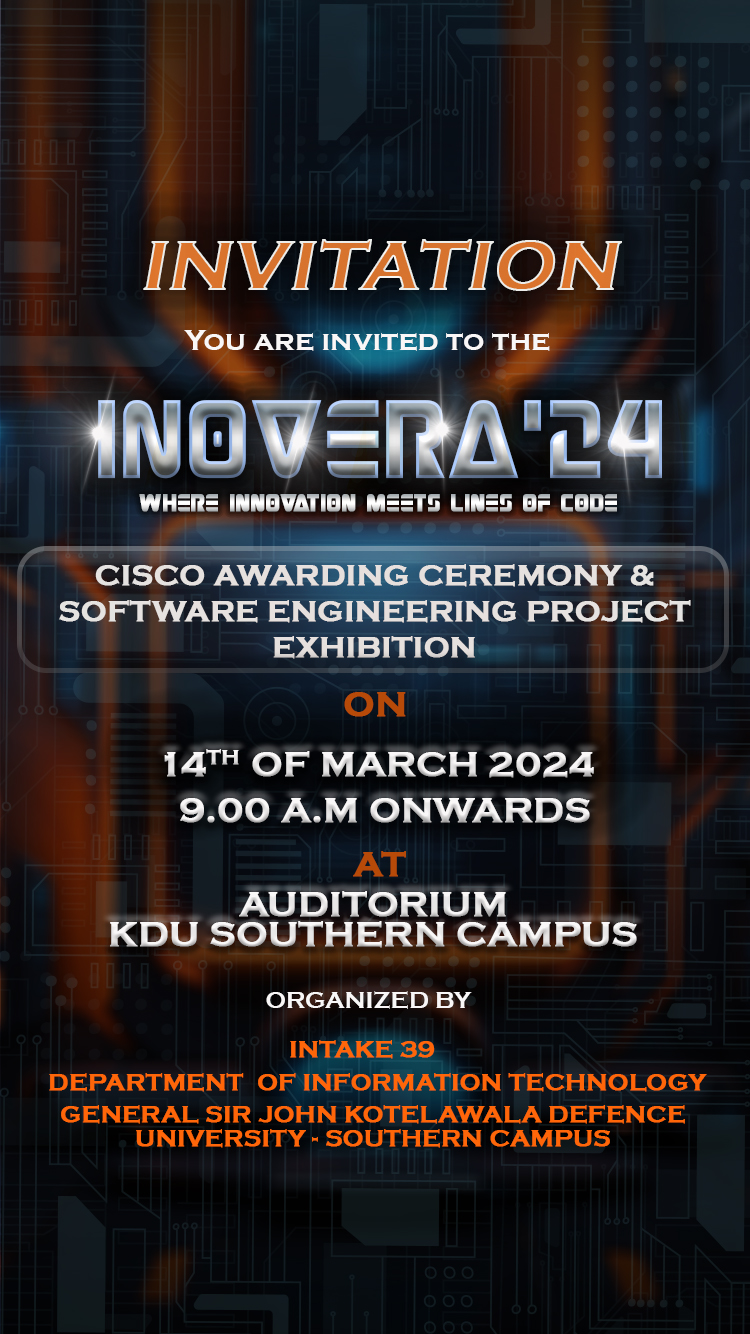 INVITATION
YOU ARE INVITED TO THE
INOVERA'24
WHERE INNOVATION MEETS LINES OF CODE
CISCO AWARDING CEREMONY &
SOFTWARE ENGINEERING PROJECT
EXHIBITION
ON
14TH OF MARCH 2024
9.00 A.M ONWARDS
AT
AUDITORIUM
KDU SOUTHERN CAMPUS
ORGANIZED BY
INTAKE 39
DEPARTMENT OF INFORMATION TECHNOLOGY
GENERAL SIR JOHN KOTELAWALA DEFENCE
UNIVERSITY - SOUTHERN CAMPUS